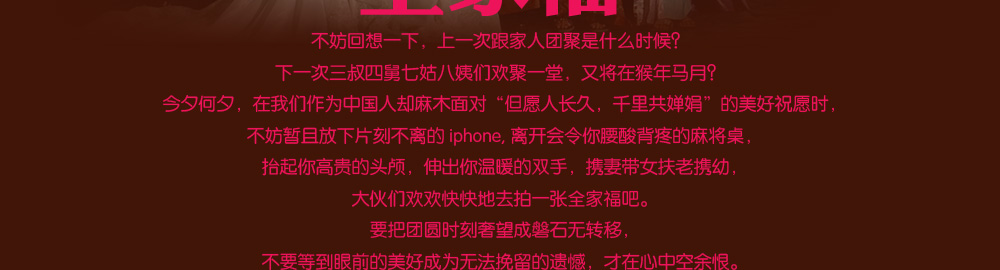 全家福
不妨回想一下，上一次跟家人团聚是什么时候？
下一次三叔四舅七姑八姨们欢聚一堂，又将在猴年马月？
今夕何夕，在我们作为中国人却麻木面对“但愿人长久，千里共婵娟”的美好祝愿时，
不妨暂且放下片刻不离的 iphone, 离开会令你腰酸背疼的麻将桌，
抬起你高贵的头颅，伸出你温暖的双手，携妻带女扶老携幼，
大伙们欢欢快快地去拍一张全家福吧。
要把团圆时刻奢望成磐石无转移，
不要等到眼前的美好成为无法挽留的遗憾，才在心中空余恨。